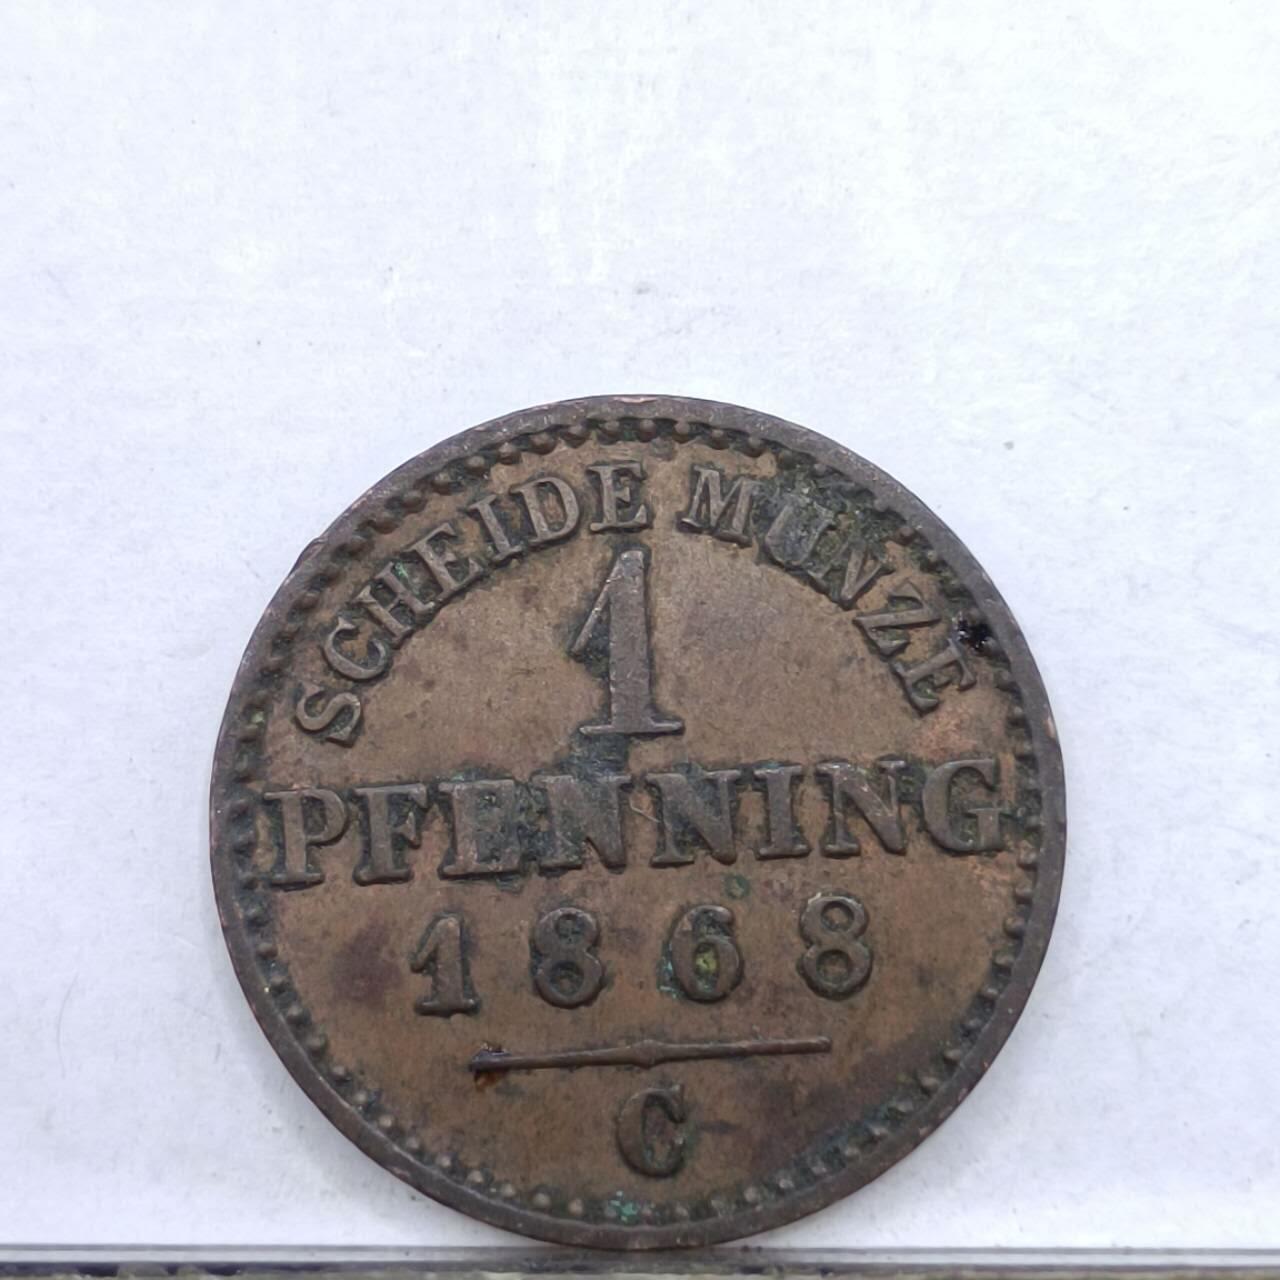 SCHEIDE MÜNZE
1
PFENNING
1868
C